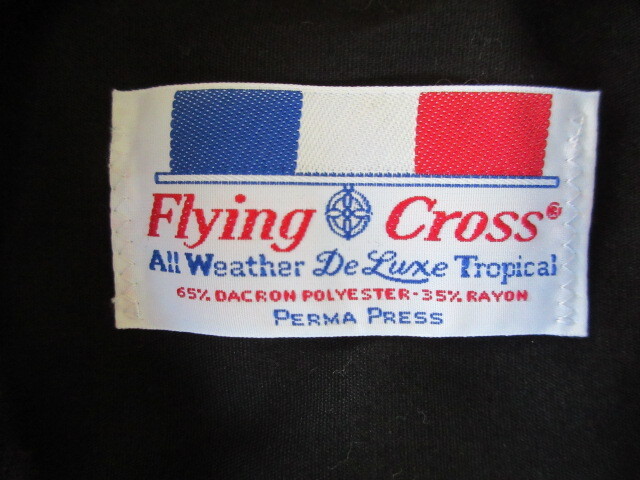 Flying Cross®
All Weather De Luxe Tropical
65% DACRON POLYESTER-35% RAYON
PERMA PRESS